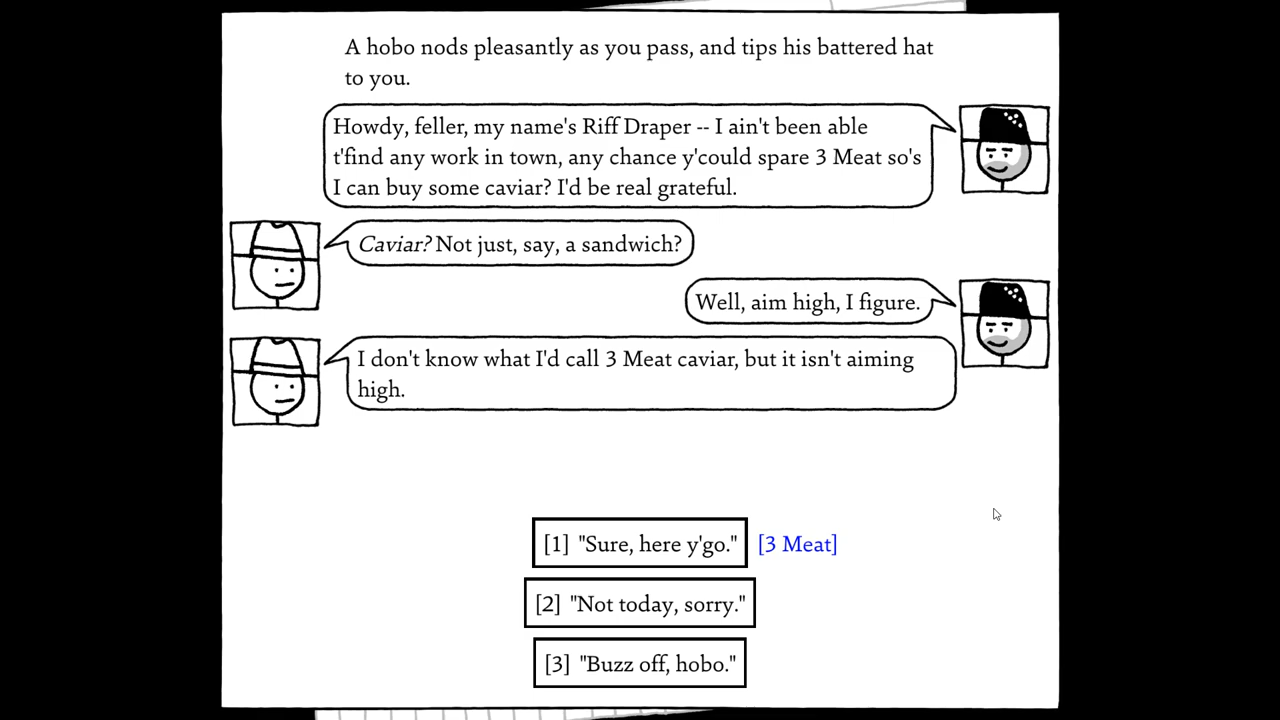 A hobo nods pleasantly as you pass, and tips his battered hat
to you.
Howdy, feller, my name's Riff Draper -- I ain't been able
t'find any work in town, any chance y'could spare 3 Meat so's
I can buy some caviar? I'd be real grateful.
Caviar? Not just, say, a sandwich?
Well, aim high, I figure.
I don't know what I'd call 3 Meat caviar, but it isn't aiming
high.
[1] "Sure, here y'go." [3 Meat]
[2] "Not today, sorry."
[3] "Buzz off, hobo."